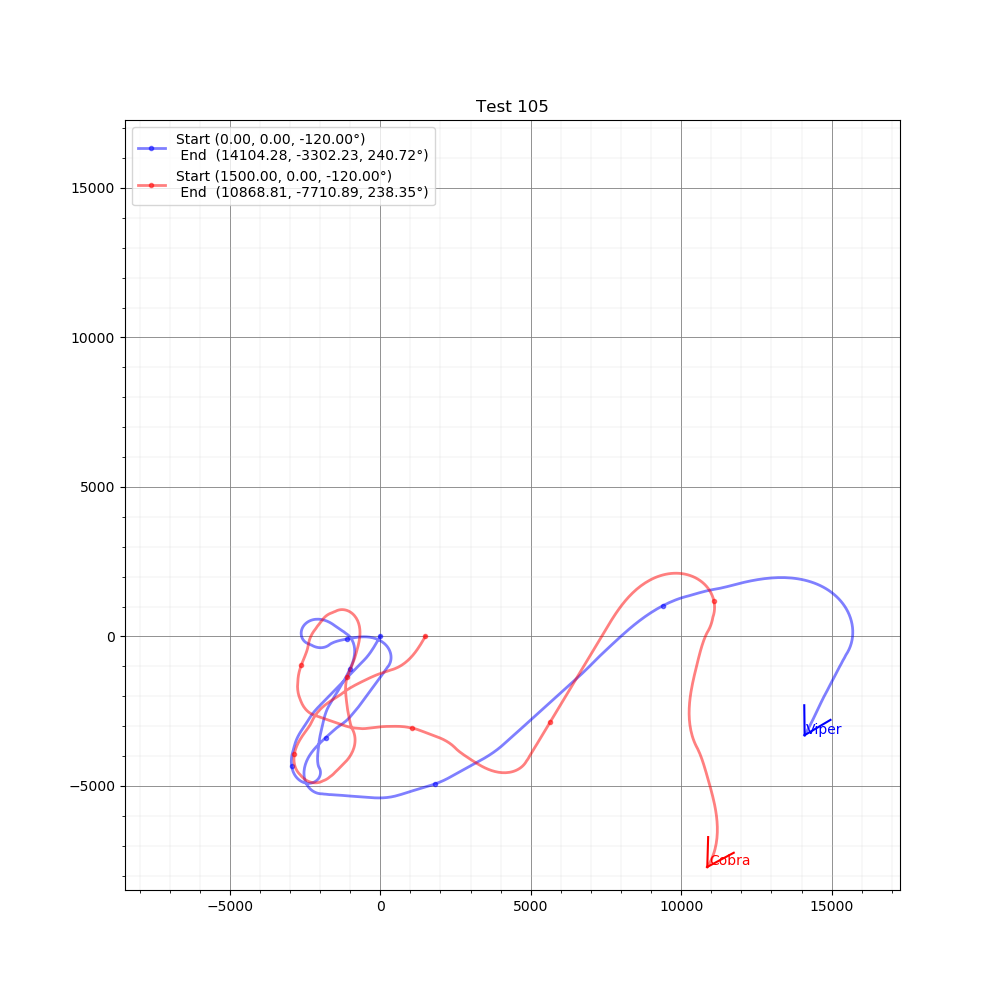 Test 105
Start (0.00, 0.00, -120.00°)
End  (14104.28, -3302.23, 240.72°)
Start (1500.00, 0.00, -120.00°)
End  (10868.81, -7710.89, 238.35°)
15000
10000
5000
0
−5000
Viper
Cobra
−5000
0
5000
10000
15000